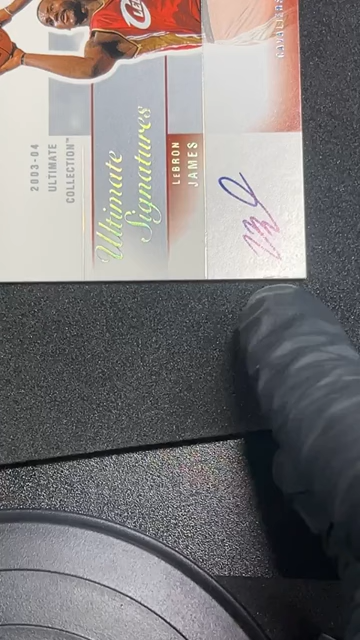 2003-04
ULTIMATE
COLLECTION™
Ultimate
Signatures
LeBRON
JAMES